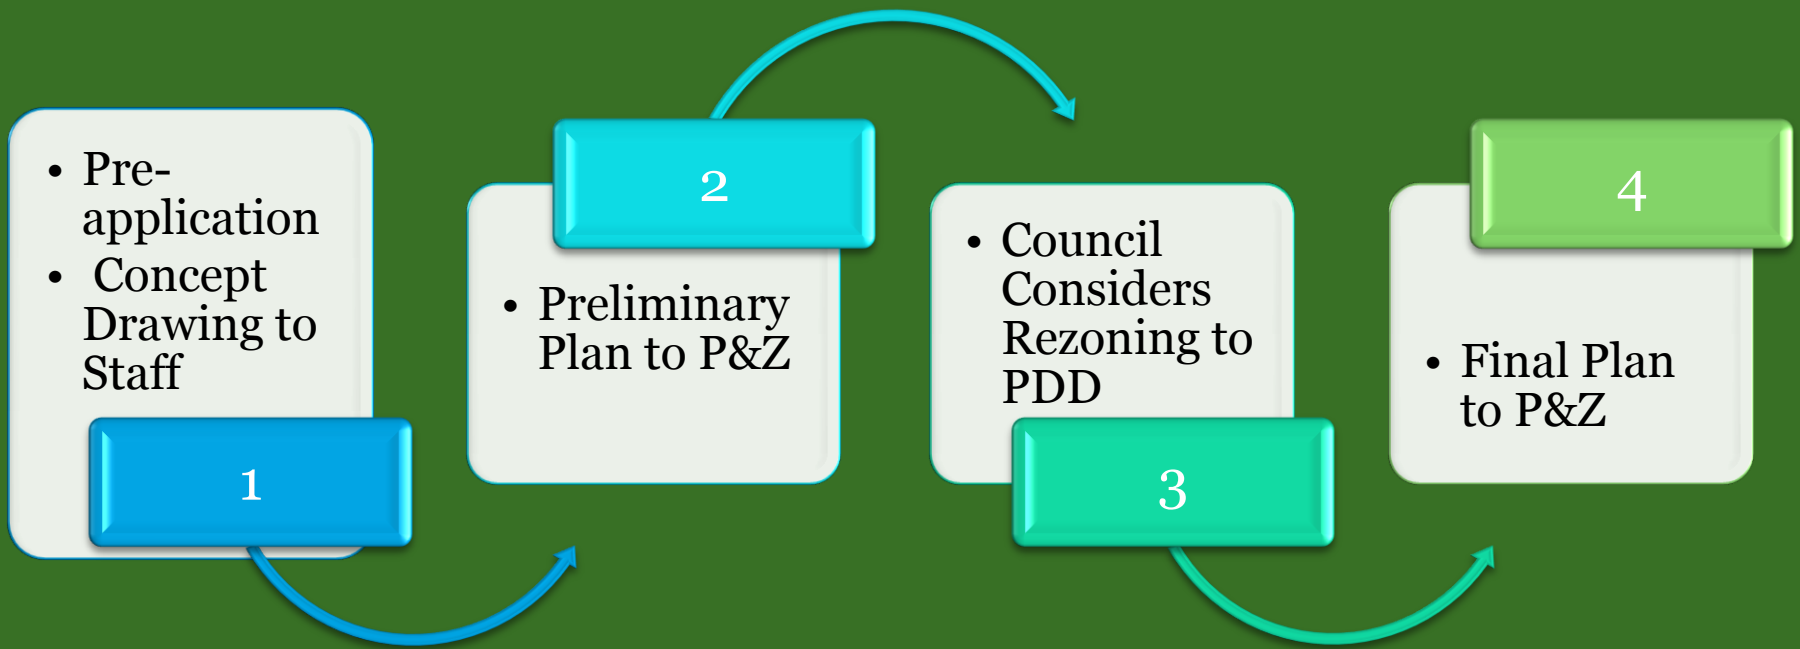 • Pre-
application
• Concept
Drawing to
Staff
1
2
• Preliminary
Plan to P&Z
• Council
Considers
Rezoning to
PDD
3
4
• Final Plan
to P&Z